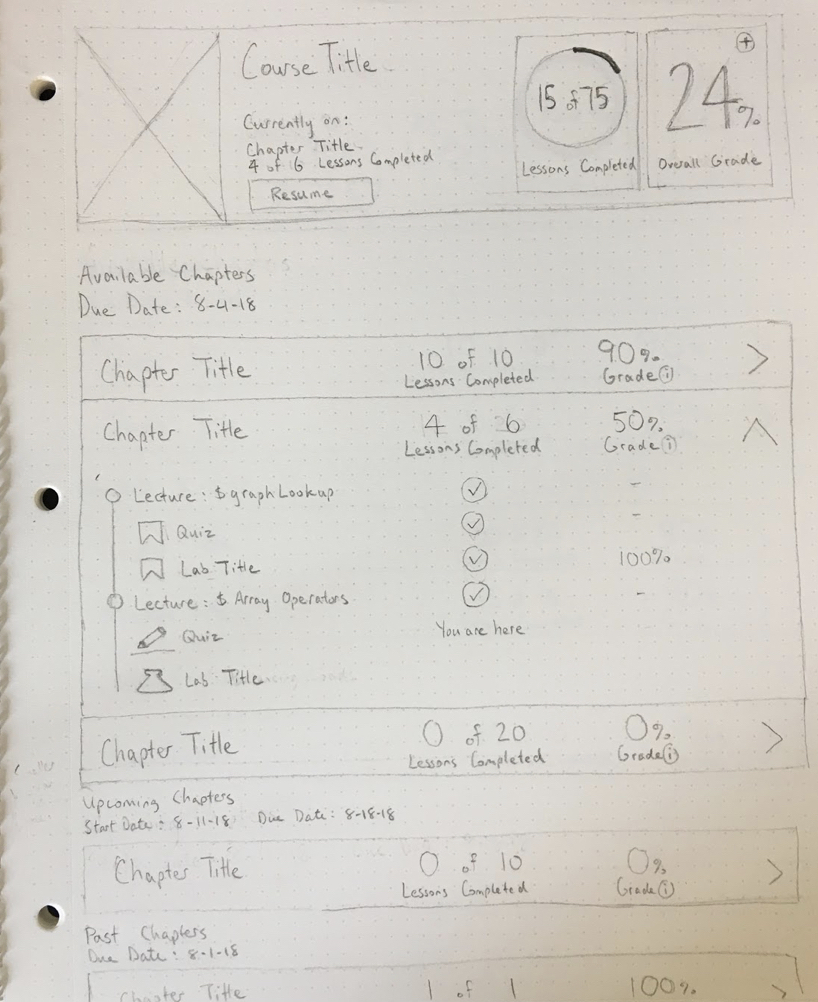 Course Title
Currently on:
Chapter Title
4 of 6 Lessons Completed
Resume
15 of 75
Lessons Completed
24%
Overall Grade
Available Chapters
Due Date: 8-4-18
Chapter Title 10 of 10 90%
Lessons Completed Grade i
Chapter Title 4 of 6 50%
Lessons Completed Grade i
Lecture: $graphLookup -
Quiz -
Lab Title 100%
Lecture: $ Array Operators -
Quiz You are here
Lab Title
Chapter Title 0 of 20 0%
Lessons Completed Grade i
Upcoming Chapters
Start Date: 8-11-18 Due Date: 8-18-18
Chapter Title 0 of 10 0%
Lessons Completed Grade i
Past Chapters
Due Date: 8-1-18
Chapter Title 1 of 1 100%